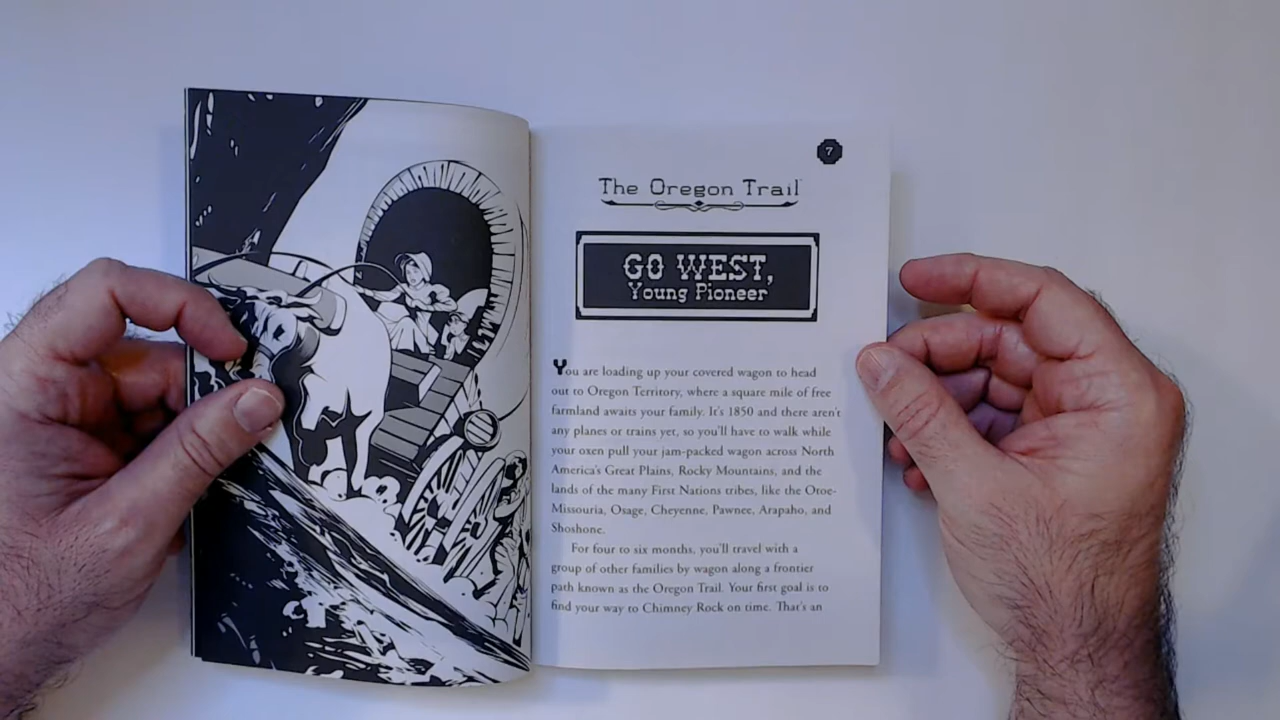 7
The Oregon Trail
GO WEST,
Young Pioneer
You are loading up your covered wagon to head
out to Oregon Territory, where a square mile of free
farmland awaits your family. It's 1850 and there aren't
any planes or trains yet, so you'll have to walk while
your oxen pull your jam-packed wagon across North
America's Great Plains, Rocky Mountains, and the
lands of the many First Nations tribes, like the Otoe-
Missouria, Osage, Cheyenne, Pawnee, Arapaho, and
Shoshone.
For four to six months, you'll travel with a
group of other families by wagon along a frontier
path known as the Oregon Trail. Your first goal is to
find your way to Chimney Rock on time. That's an